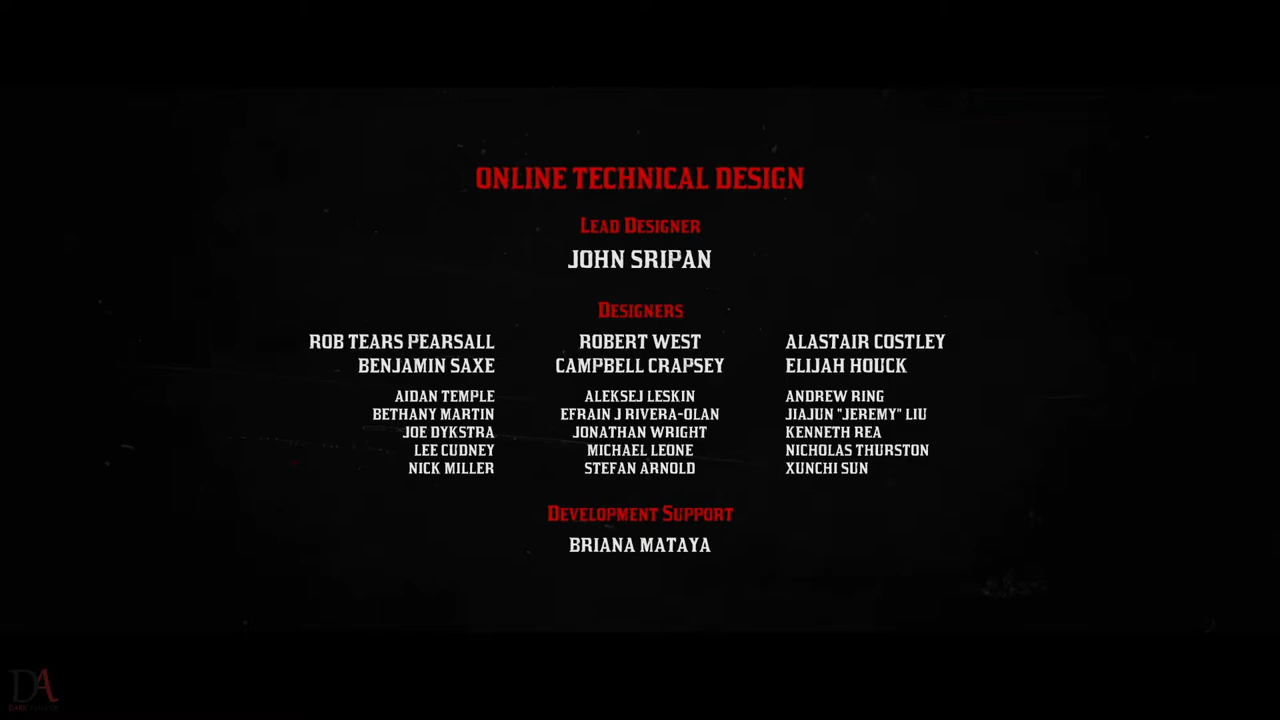 ONLINE TECHNICAL DESIGN
LEAD DESIGNER
JOHN SRIPAN
DESIGNERS
ROB TEARS PEARSALL ROBERT WEST ALASTAIR COSTLEY
BENJAMIN SAXE CAMPBELL CRAPSEY ELIJAH HOUCK
AIDAN TEMPLE ALEKSEJ LESKIN ANDREW RING
BETHANY MARTIN EFRAIN J RIVERA-OLAN JIAJUN "JEREMY" LIU
JOE DYKSTRA JONATHAN WRIGHT KENNETH REA
LEE CUDNEY MICHAEL LEONE NICHOLAS THURSTON
NICK MILLER STEFAN ARNOLD XUNCHI SUN
DEVELOPMENT SUPPORT
BRIANA MATAYA
DA
DARK